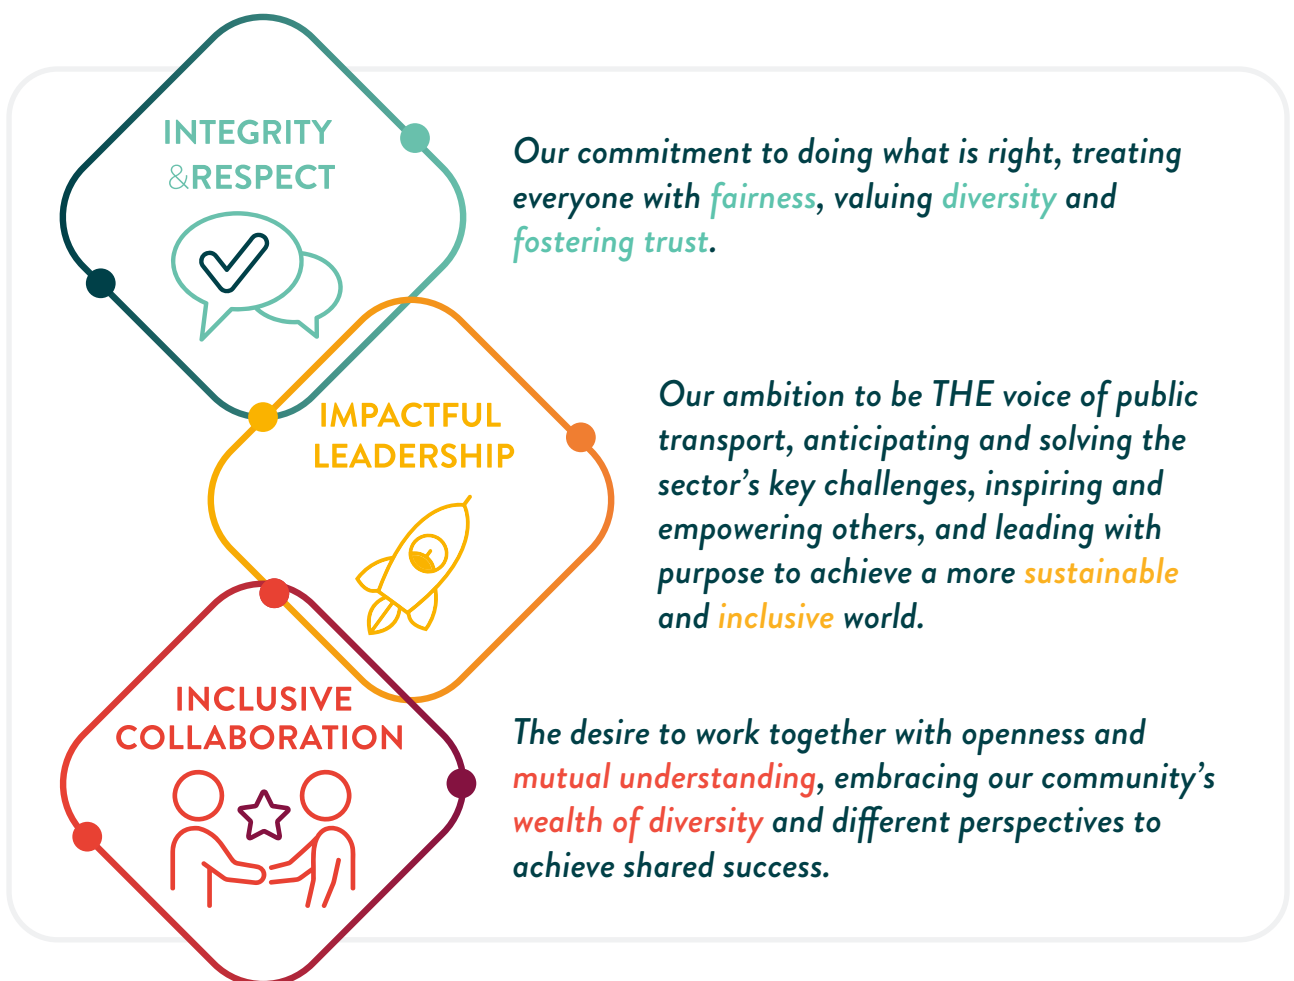 INTEGRITY
&RESPECT
Our commitment to doing what is right, treating
everyone with fairness, valuing diversity and
fostering trust.
IMPACTFUL
LEADERSHIP
Our ambition to be THE voice of public
transport, anticipating and solving the
sector's key challenges, inspiring and
empowering others, and leading with
purpose to achieve a more sustainable
and inclusive world.
INCLUSIVE
COLLABORATION
The desire to work together with openness and
mutual understanding, embracing our community's
wealth of diversity and different perspectives to
achieve shared success.